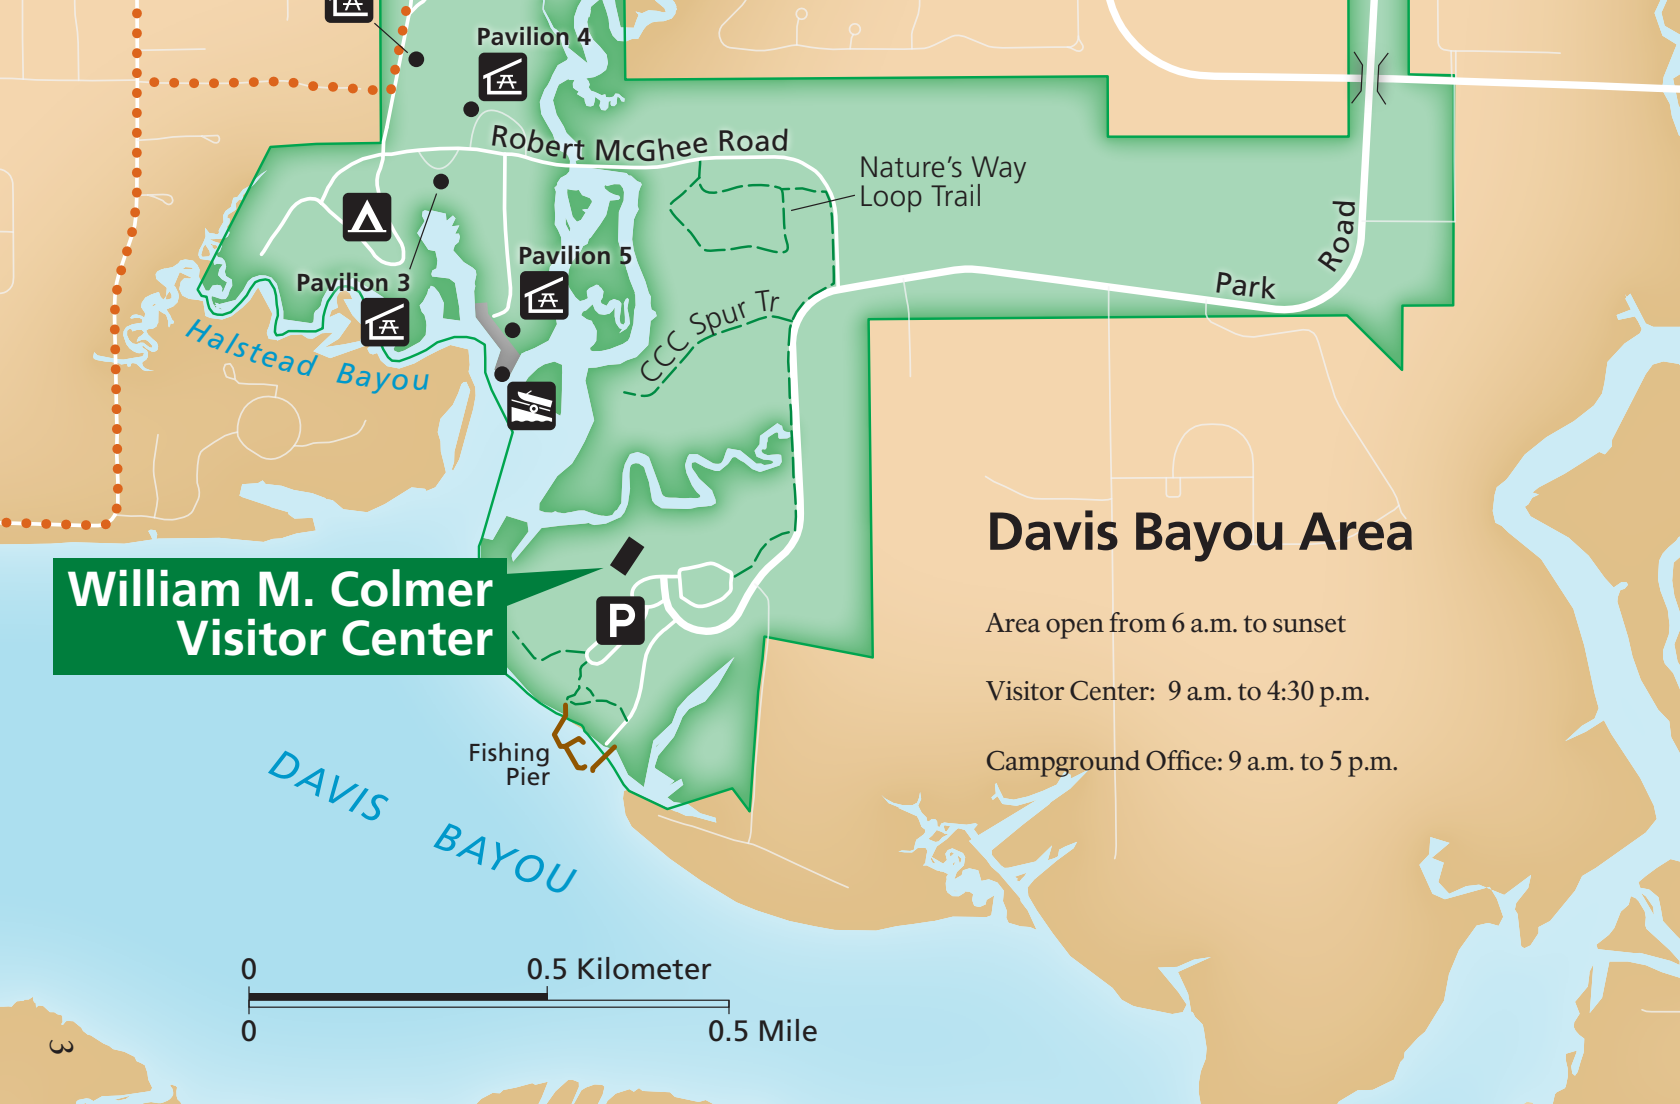 Pavilion 4
Robert McGhee Road
Nature's Way
Loop Trail
Road
Park
Pavilion 5
Pavilion 3
CCC Spur Tr
Halstead Bayou
Davis Bayou Area
Area open from 6 a.m. to sunset
Visitor Center: 9 a.m. to 4:30 p.m.
Campground Office: 9 a.m. to 5 p.m.
William M. Colmer
Visitor Center
P
Fishing
Pier
DAVIS BAYOU
0 0.5 Kilometer
0 0.5 Mile
3